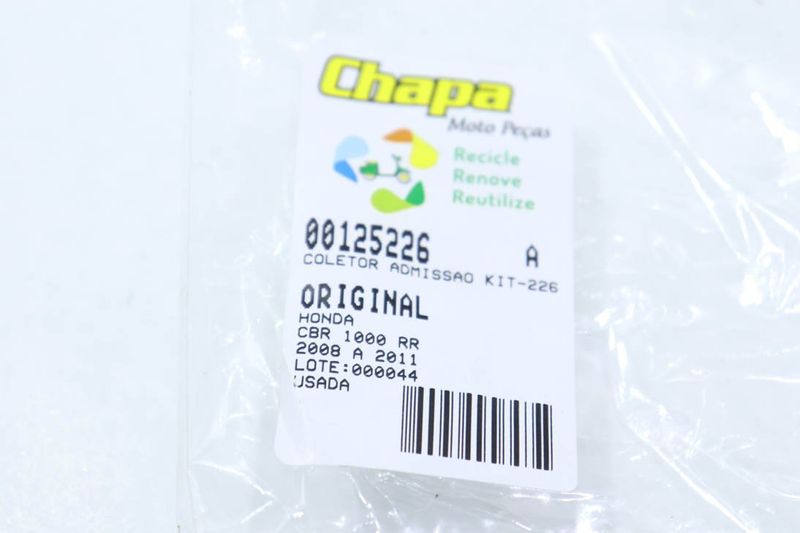 Chapa
Moto Peças
Recicle
Renove
Reutilize
00125226 A
COLETOR ADMISSAO KIT-226
ORIGINAL
HONDA
CBR 1000 RR
2008 A 2011
LOTE:000044
USADA